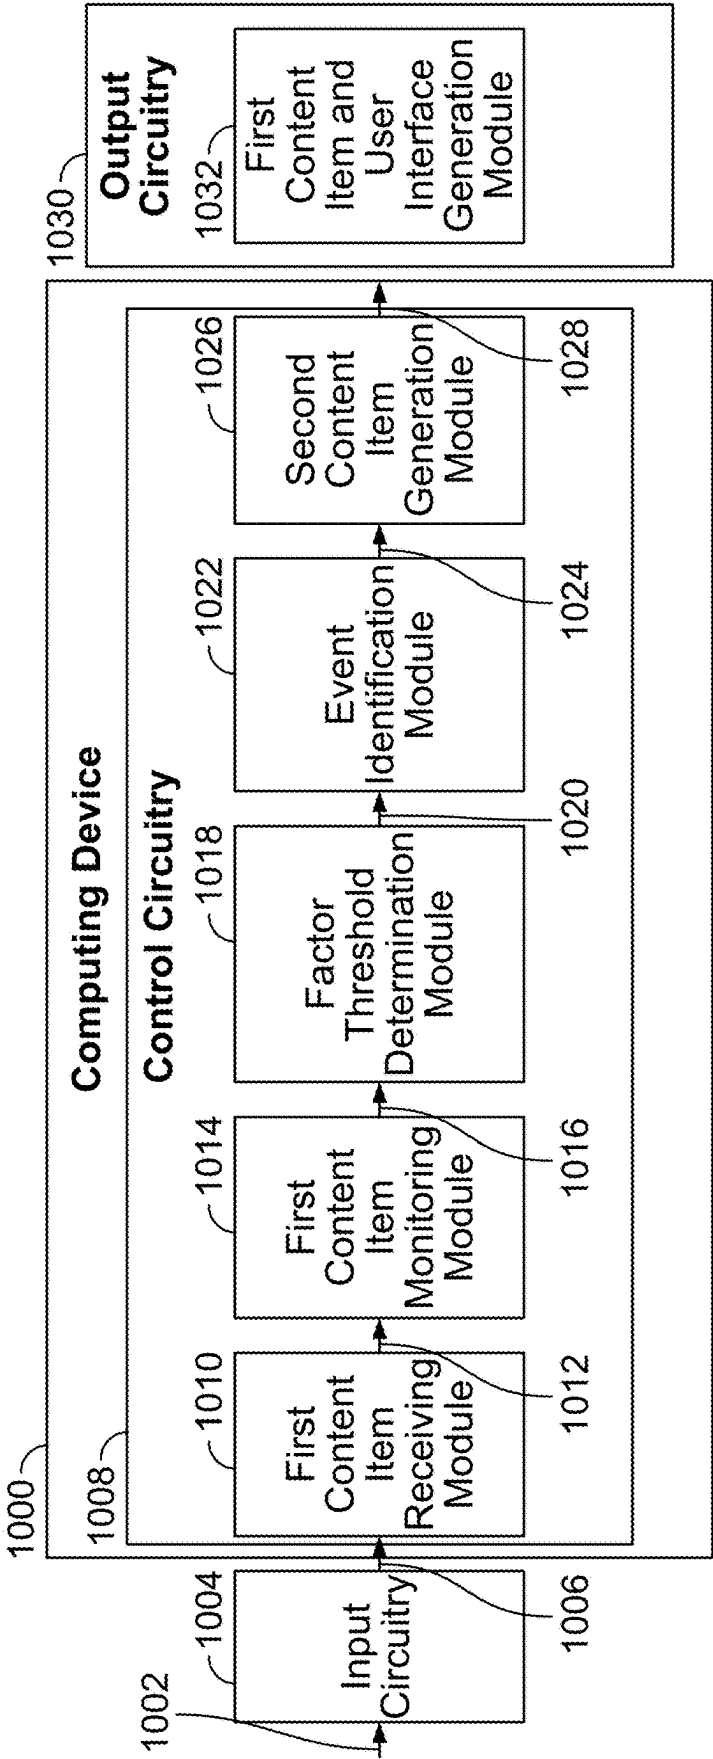 1000
Computing Device
1008
Control Circuitry
1002
1004
Input
Circuitry
1006
1010
First
Content
Item
Receiving
Module
1012
1014
First
Content
Item
Monitoring
Module
1016
1018
Factor
Threshold
Determination
Module
1020
1022
Event
Identification
Module
1024
1026
Second
Content
Item
Generation
Module
1028
1030
Output
Circuitry
1032
First
Content
Item and
User
Interface
Generation
Module